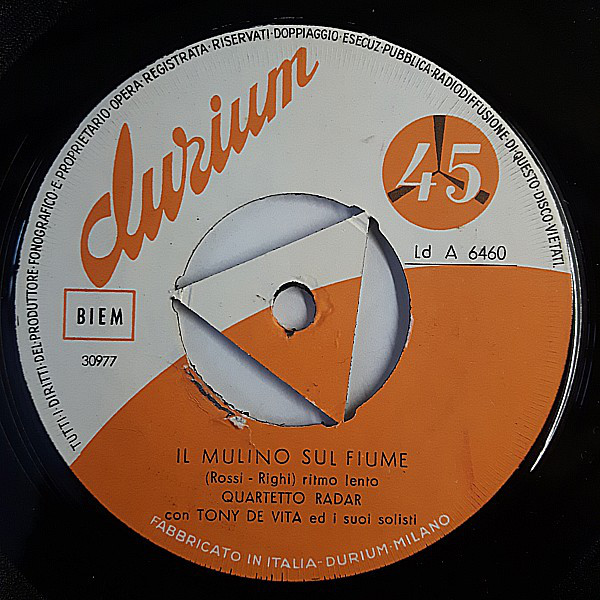 TUTTI·I·DIRITTI·DEL·PRODUTTORE·FONOGRAFICO·E·PROPRIETARIO·OPERA·REGISTRATA·RISERVATI·DOPPIAGGIO·ESECUZ·PUBBLICA·RADIODIFFUSIONE·DI·QUESTO·DISCO·VIETATI.
durium
45
Ld A 6460
BIEM
30977
IL MULINO SUL FIUME
(Rossi - Righi) ritmo lento
QUARTETTO RADAR
con TONY DE VITA ed i suoi solisti
FABBRICATO IN ITALIA-DURIUM-MILANO